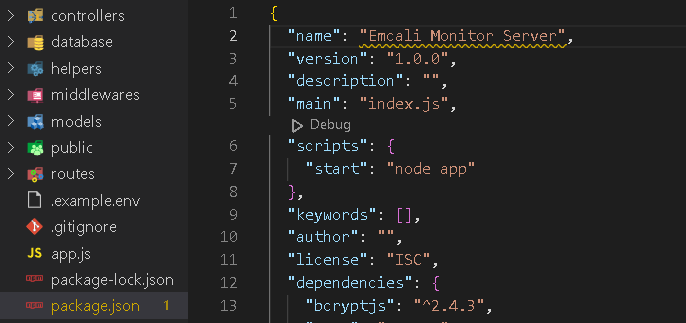 controllers
database
helpers
middlewares
models
public
routes
.example.env
.gitignore
JS app.js
package-lock.json
package.json 1
1 {
2 "name": "Emcali Monitor Server",
3 "version": "1.0.0",
4 "description": "",
5 "main": "index.js",
Debug
6 "scripts": {
7 "start": "node app"
8 },
9 "keywords": [],
10 "author": "",
11 "license": "ISC",
12 "dependencies": {
13 "bcryptjs": "^2.4.3",